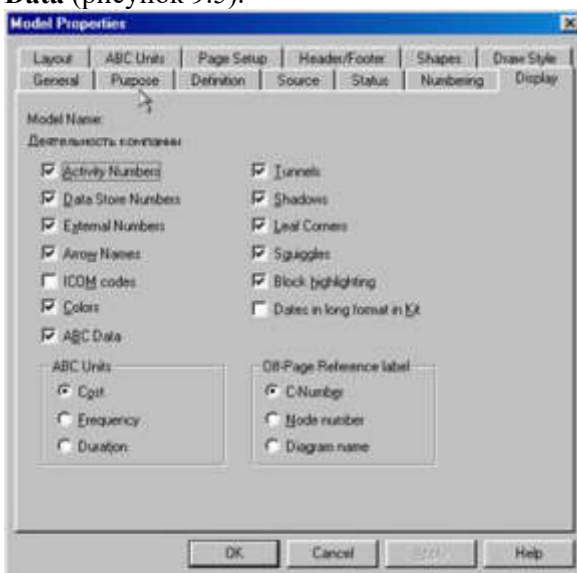 Data (рисунок 9.5).
Model Properties
Layout ABC Units Page Setup Header/Footer Shapes Draw Style
General Purpose Definition Source Status Numbering Display
Model Name:
Деятельность компании
Activity Numbers Tunnels
Data Store Numbers Shadows
External Numbers Leaf Corners
Arrow Names Squiggles
ICOM codes Block highlighting
Colors Dates in long format in Kit
ABC Data
ABC Units Off-Page Reference label
Cost C-Number
Frequency Node number
Duration Diagram name
OK Cancel Apply Help